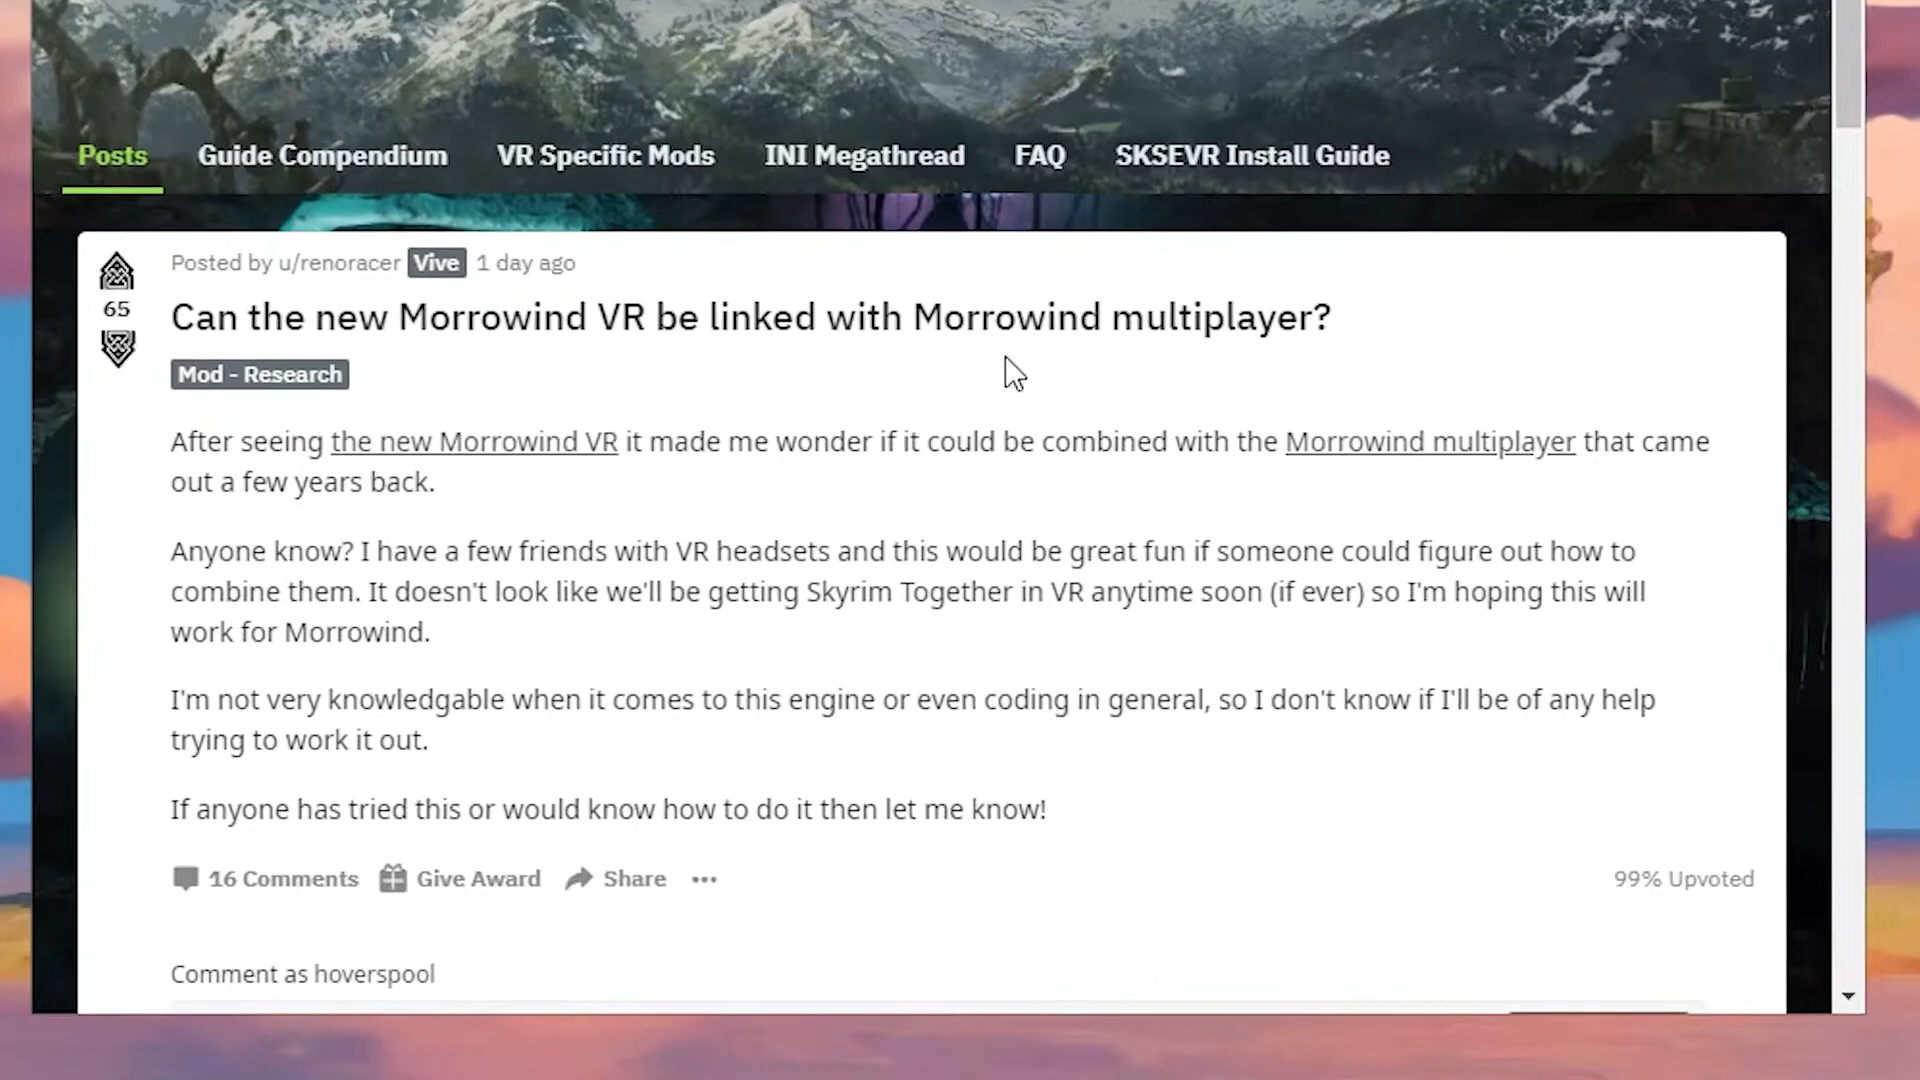 Posts Guide Compendium VR Specific Mods INI Megathread FAQ SKSEVR Install Guide
Posted by u/renoracer Vive 1 day ago
65
Can the new Morrowind VR be linked with Morrowind multiplayer?
Mod - Research
After seeing the new Morrowind VR it made me wonder if it could be combined with the Morrowind multiplayer that came
out a few years back.
Anyone know? I have a few friends with VR headsets and this would be great fun if someone could figure out how to
combine them. It doesn't look like we'll be getting Skyrim Together in VR anytime soon (if ever) so I'm hoping this will
work for Morrowind.
I'm not very knowledgable when it comes to this engine or even coding in general, so I don't know if I'll be of any help
trying to work it out.
If anyone has tried this or would know how to do it then let me know!
16 Comments Give Award Share ••• 99% Upvoted
Comment as hoverspool